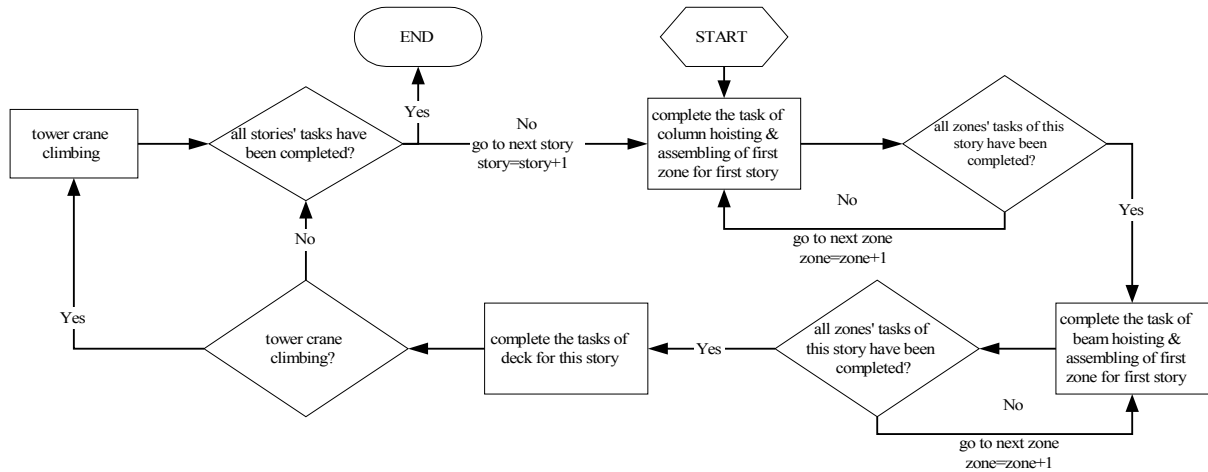 END
START
Yes
tower crane
climbing
all stories' tasks have
been completed?
No
go to next story
story=story+1
complete the task of
column hoisting &
assembling of first
zone for first story
all zones' tasks of this
story have been
completed?
No
go to next zone
zone=zone+1
Yes
No
Yes
tower crane
climbing?
complete the tasks of
deck for this story
Yes
all zones' tasks of
this story have been
completed?
complete the task of
beam hoisting &
assembling of first
zone for first story
No
go to next zone
zone=zone+1